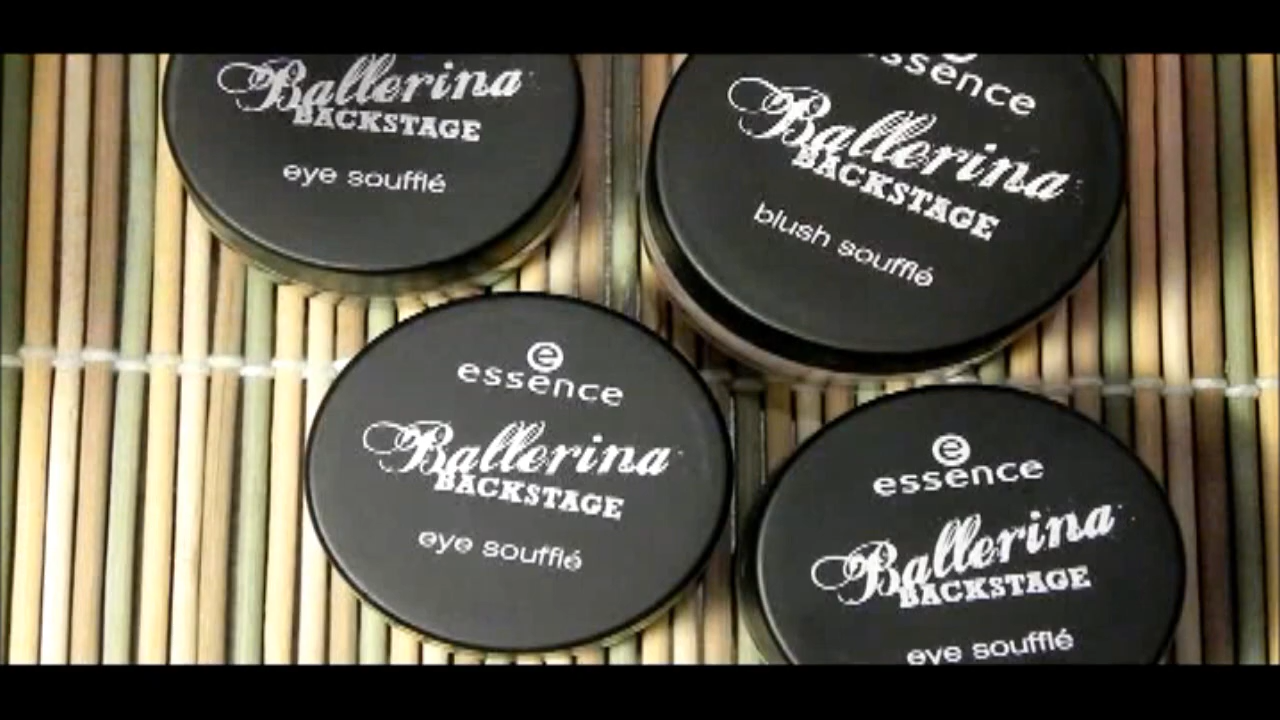 Ballerina
BACKSTAGE
eye soufflé
essence
Ballerina
BACKSTAGE
blush soufflé
e
essence
Ballerina
BACKSTAGE
eye soufflé
e
essence
Ballerina
BACKSTAGE
eye soufflé